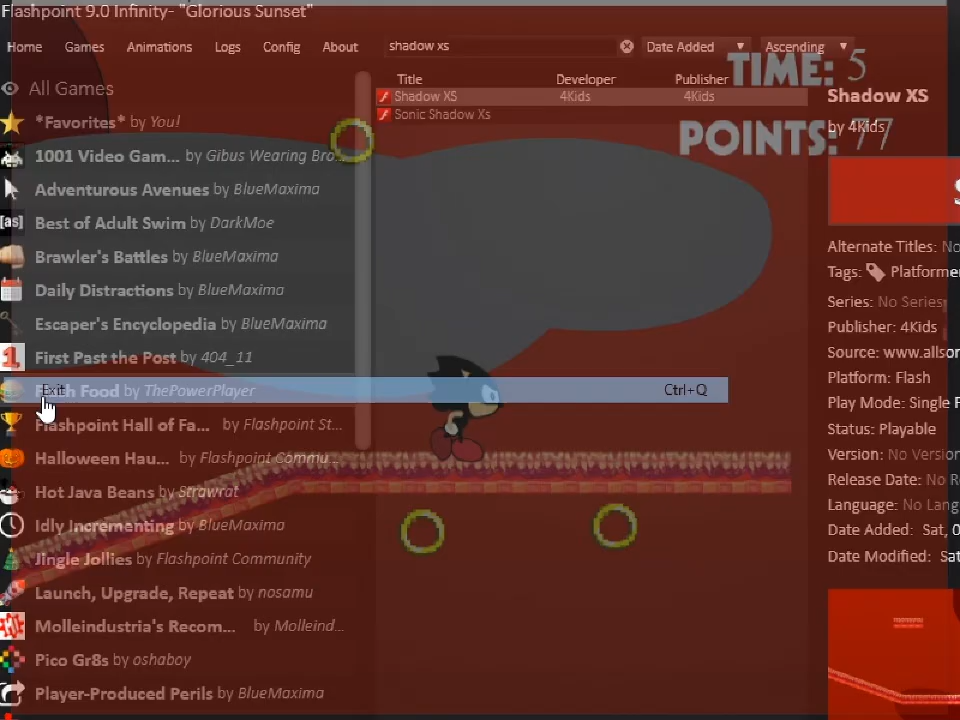 Flashpoint 9.0 Infinity- "Glorious Sunset"
Home Games Animations Logs Config About shadow xs Date Added Ascending
TIME: 5
POINTS: 77
All Games
*Favorites* by You!
1001 Video Gam... by Gibus Wearing Bro...
Adventurous Avenues by BlueMaxima
[as] Best of Adult Swim by DarkMoe
Brawler's Battles by BlueMaxima
Daily Distractions by BlueMaxima
Escaper's Encyclopedia by BlueMaxima
1 First Past the Post by 404_11
Food by ThePowerPlayer
Exit Ctrl+Q
Flashpoint Hall of Fa... by Flashpoint St...
Halloween Hau... by Flashpoint Commu...
Hot Java Beans by Strawrat
Idly Incrementing by BlueMaxima
Jingle Jollies by Flashpoint Community
Launch, Upgrade, Repeat by nosamu
Molleindustria's Recom... by Molleind...
Pico Gr8s by oshaboy
Player-Produced Perils by BlueMaxima
Title Developer Publisher
Shadow XS 4Kids 4Kids
Sonic Shadow Xs
Shadow XS
by 4Kids
S
Alternate Titles: No
Tags: Platformer
Series: No Series
Publisher: 4Kids
Source: www.allsor
Platform: Flash
Play Mode: Single P
Status: Playable
Version: No Version
Release Date: No R
Language: No Lang
Date Added: Sat, 0
Date Modified: Sat